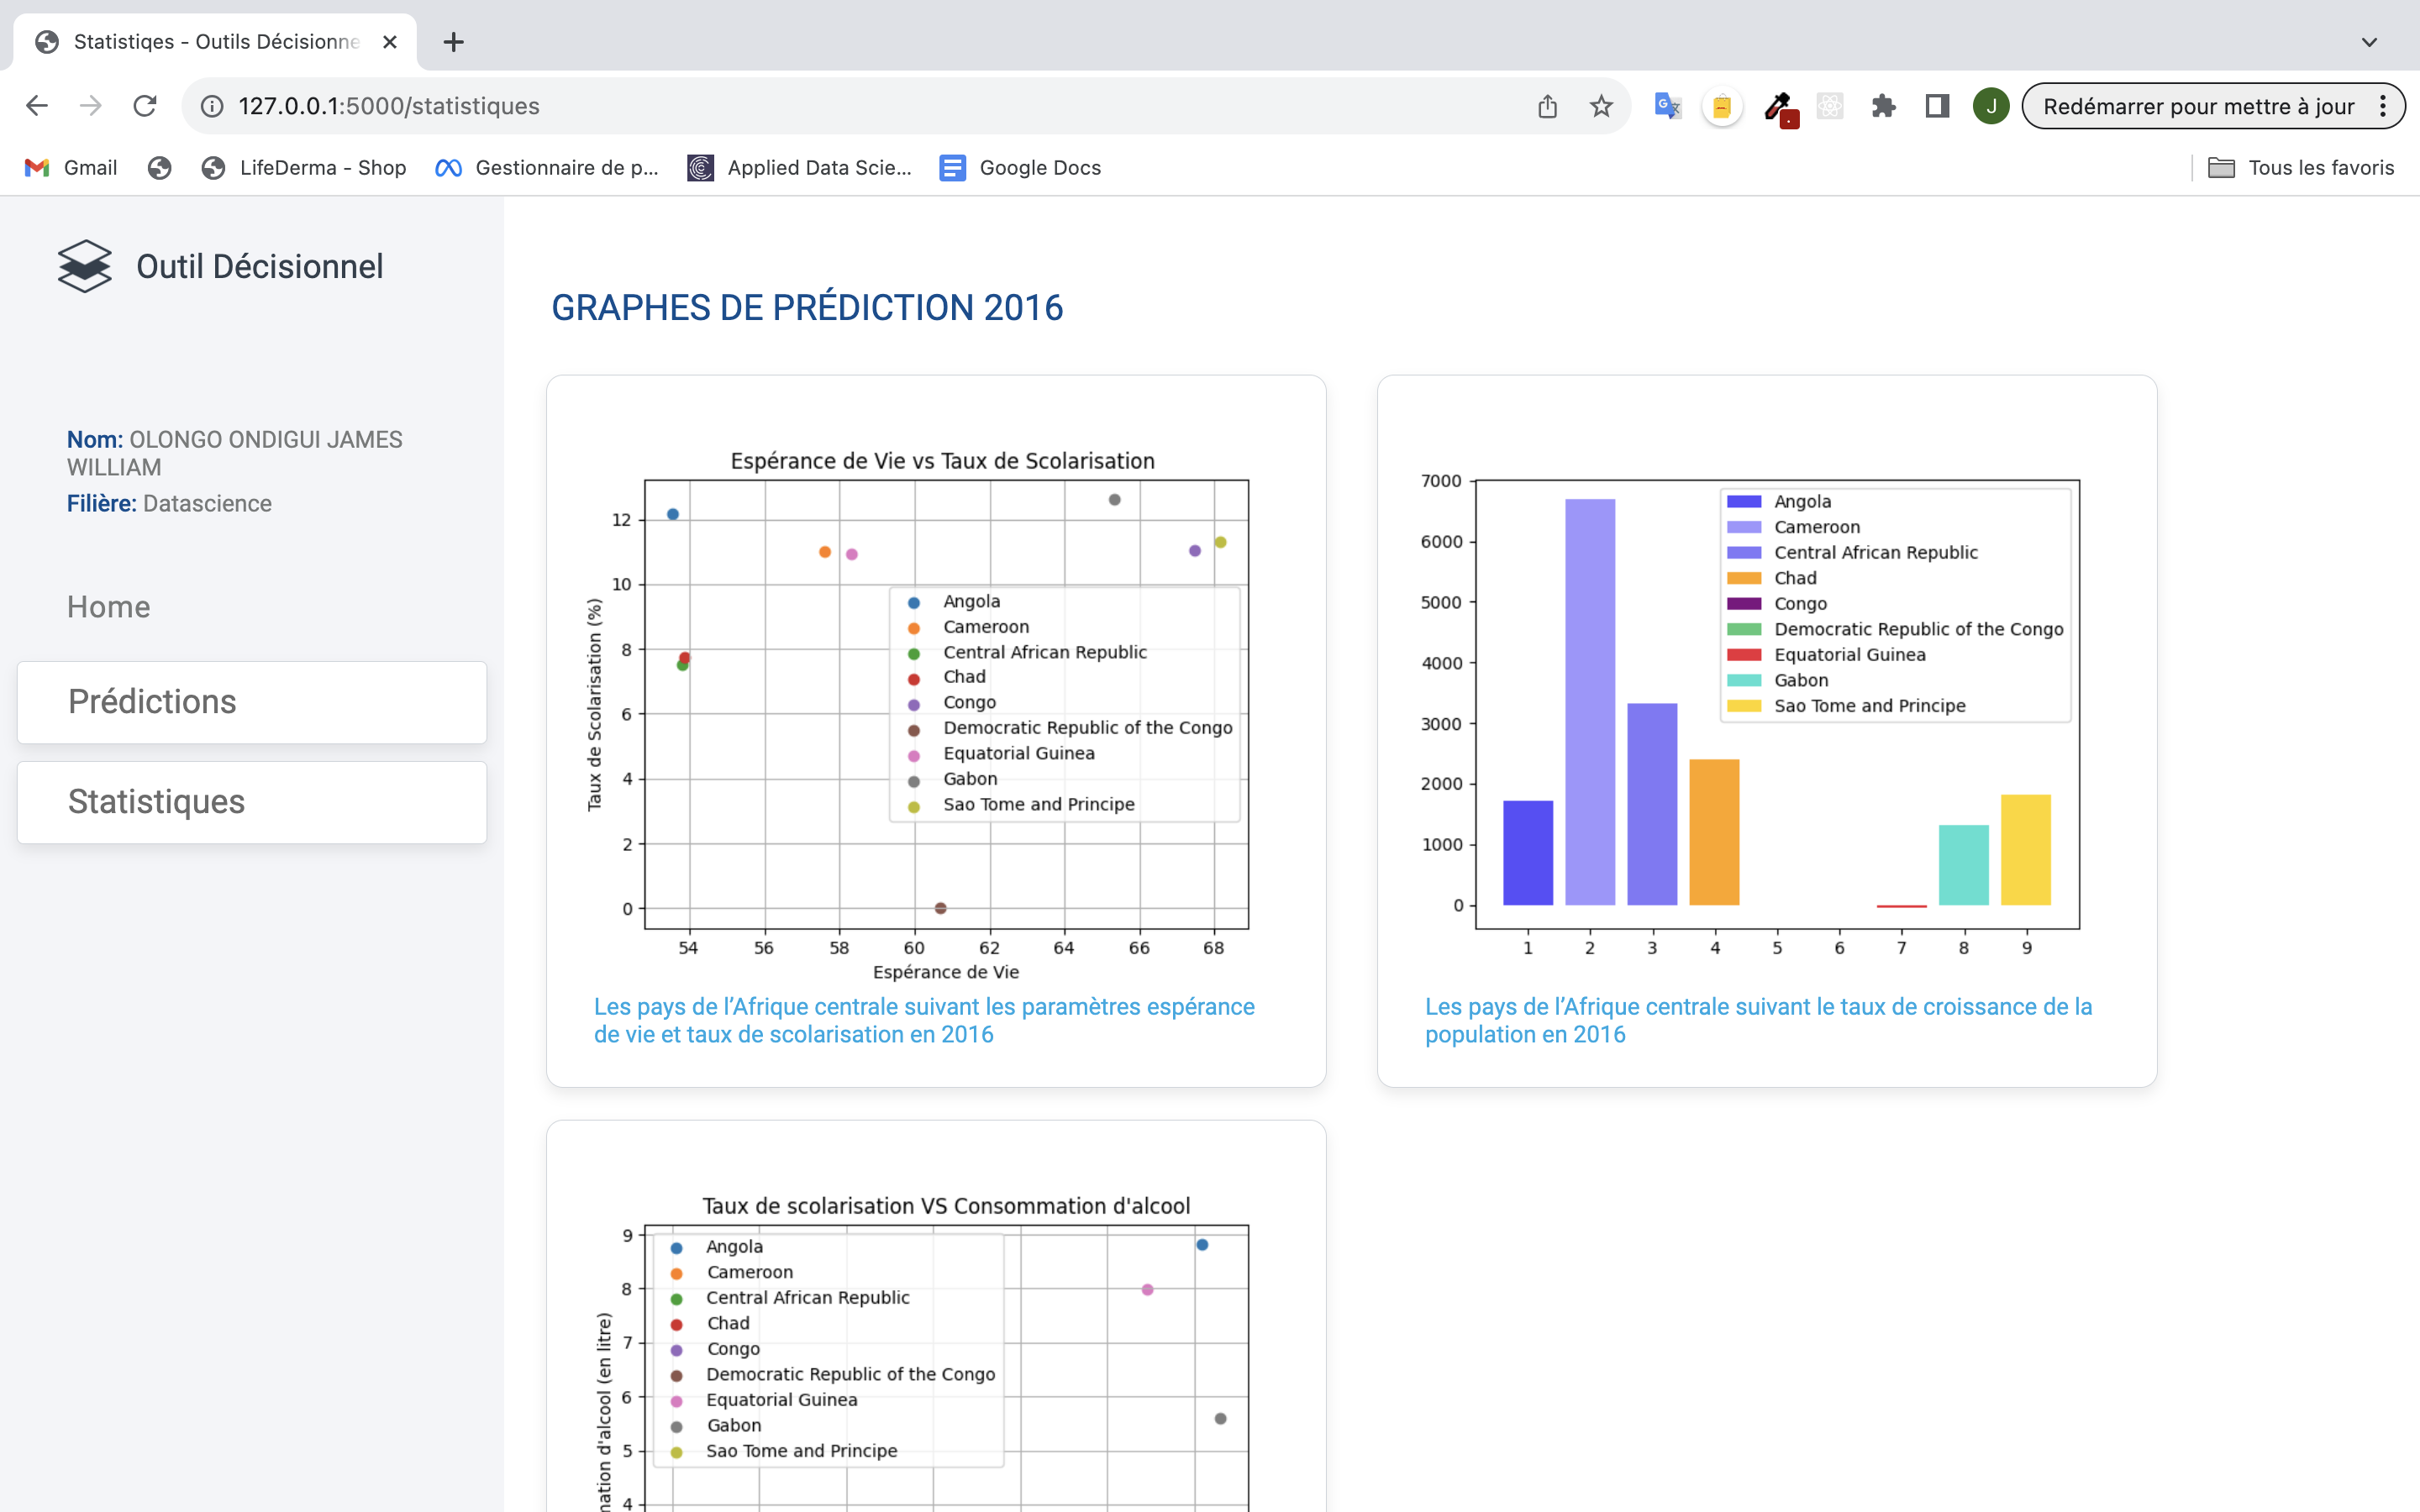 Statistiqes - Outils Décisionne
127.0.0.1:5000/statistiques
J
Redémarrer pour mettre à jour
Gmail
LifeDerma - Shop
Gestionnaire de p...
Applied Data Scie...
Google Docs
Tous les favoris
Outil Décisionnel
Nom: OLONGO ONDIGUI JAMES
WILLIAM
Filière: Datascience
Home
Prédictions
Statistiques
GRAPHES DE PRÉDICTION 2016
Espérance de Vie vs Taux de Scolarisation
Taux de Scolarisation (%)
12
10
8
6
4
2
0
Angola
Cameroon
Central African Republic
Chad
Congo
Democratic Republic of the Congo
Equatorial Guinea
Gabon
Sao Tome and Principe
54 56 58 60 62 64 66 68
Espérance de Vie
Les pays de l’Afrique centrale suivant les paramètres espérance
de vie et taux de scolarisation en 2016
7000
6000
5000
4000
3000
2000
1000
0
Angola
Cameroon
Central African Republic
Chad
Congo
Democratic Republic of the Congo
Equatorial Guinea
Gabon
Sao Tome and Principe
1 2 3 4 5 6 7 8 9
Les pays de l’Afrique centrale suivant le taux de croissance de la
population en 2016
Taux de scolarisation VS Consommation d'alcool
mation d'alcool (en litre)
9
8
7
6
5
4
Angola
Cameroon
Central African Republic
Chad
Congo
Democratic Republic of the Congo
Equatorial Guinea
Gabon
Sao Tome and Principe